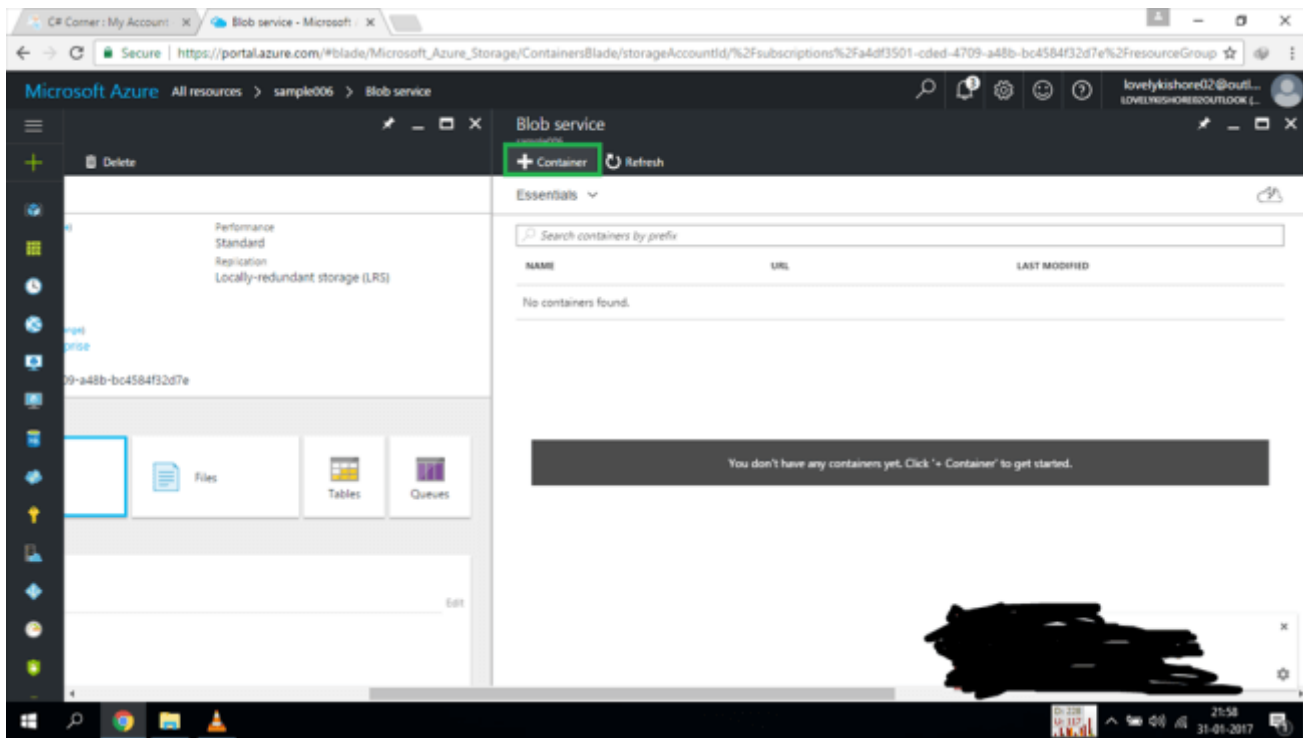 C# Corner : My Account
Blob service - Microsoft
Secure | https://portal.azure.com/#blade/Microsoft_Azure_Storage/ContainersBlade/storageAccountId/%2Fsubscriptions%2Fa4df3501-cded-4709-a48b-bc4584f32d7e%2FresourceGroup
Microsoft Azure All resources > sample006 > Blob service
3
lovelykishore02@outl...
Delete
Blob service
sample006
+ Container
Refresh
Essentials
Performance
Standard
Replication
Locally-redundant storage (LRS)
prise
09-a48b-bc4584f32d7e
Files
Tables
Queues
Edit
Search containers by prefix
NAME URL LAST MODIFIED
No containers found.
You don't have any containers yet. Click '+ Container' to get started.
D: 228
U: 117
21:58
31-01-2017